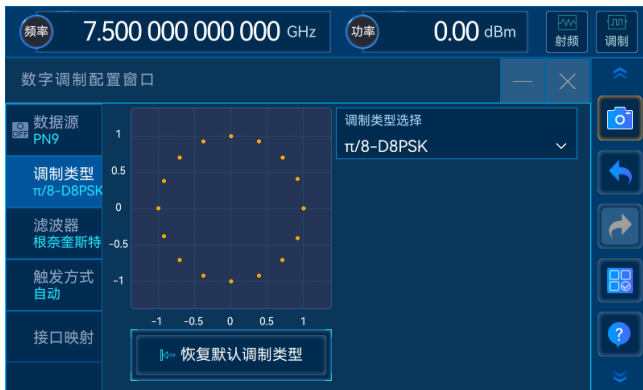 频率 7.500 000 000 000 GHz 功率 0.00 dBm 射频 调制
数字调制配置窗口
数据源
OFF PN9
调制类型
π/8-D8PSK
滤波器
根奈奎斯特
触发方式
自动
接口映射
1
0.5
0
-0.5
-1
-1 -0.5 0 0.5 1
恢复默认调制类型
调制类型选择
π/8-D8PSK